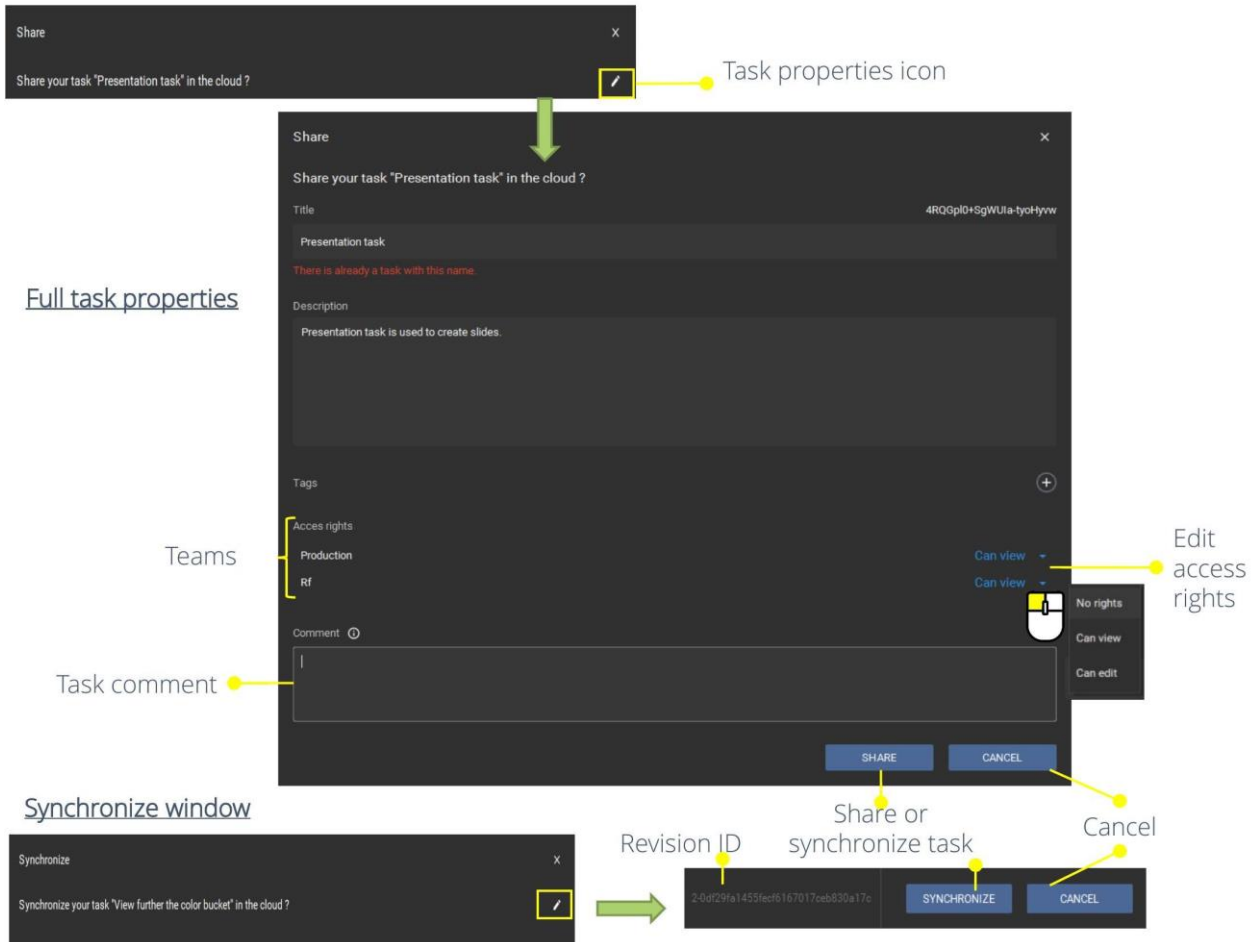 Share X
Share your task "Presentation task" in the cloud ?
Task properties icon
Share ×
Share your task "Presentation task" in the cloud ?
Title 4RQGpl0+SgWUIa-tyoHyvw
Presentation task
There is already a task with this name.
Full task properties
Description
Presentation task is used to create slides.
Tags
Teams
Acces rights
Production Can view
Rf Can view
Edit
access
rights
No rights
Can view
Can edit
Comment
Task comment
SHARE CANCEL
Synchronize window
Share or
synchronize task
Cancel
Revision ID
Synchronize X
Synchronize your task "View further the color bucket" in the cloud ?
2-0df29fa1455fecf6167017ceb830a17c SYNCHRONIZE CANCEL